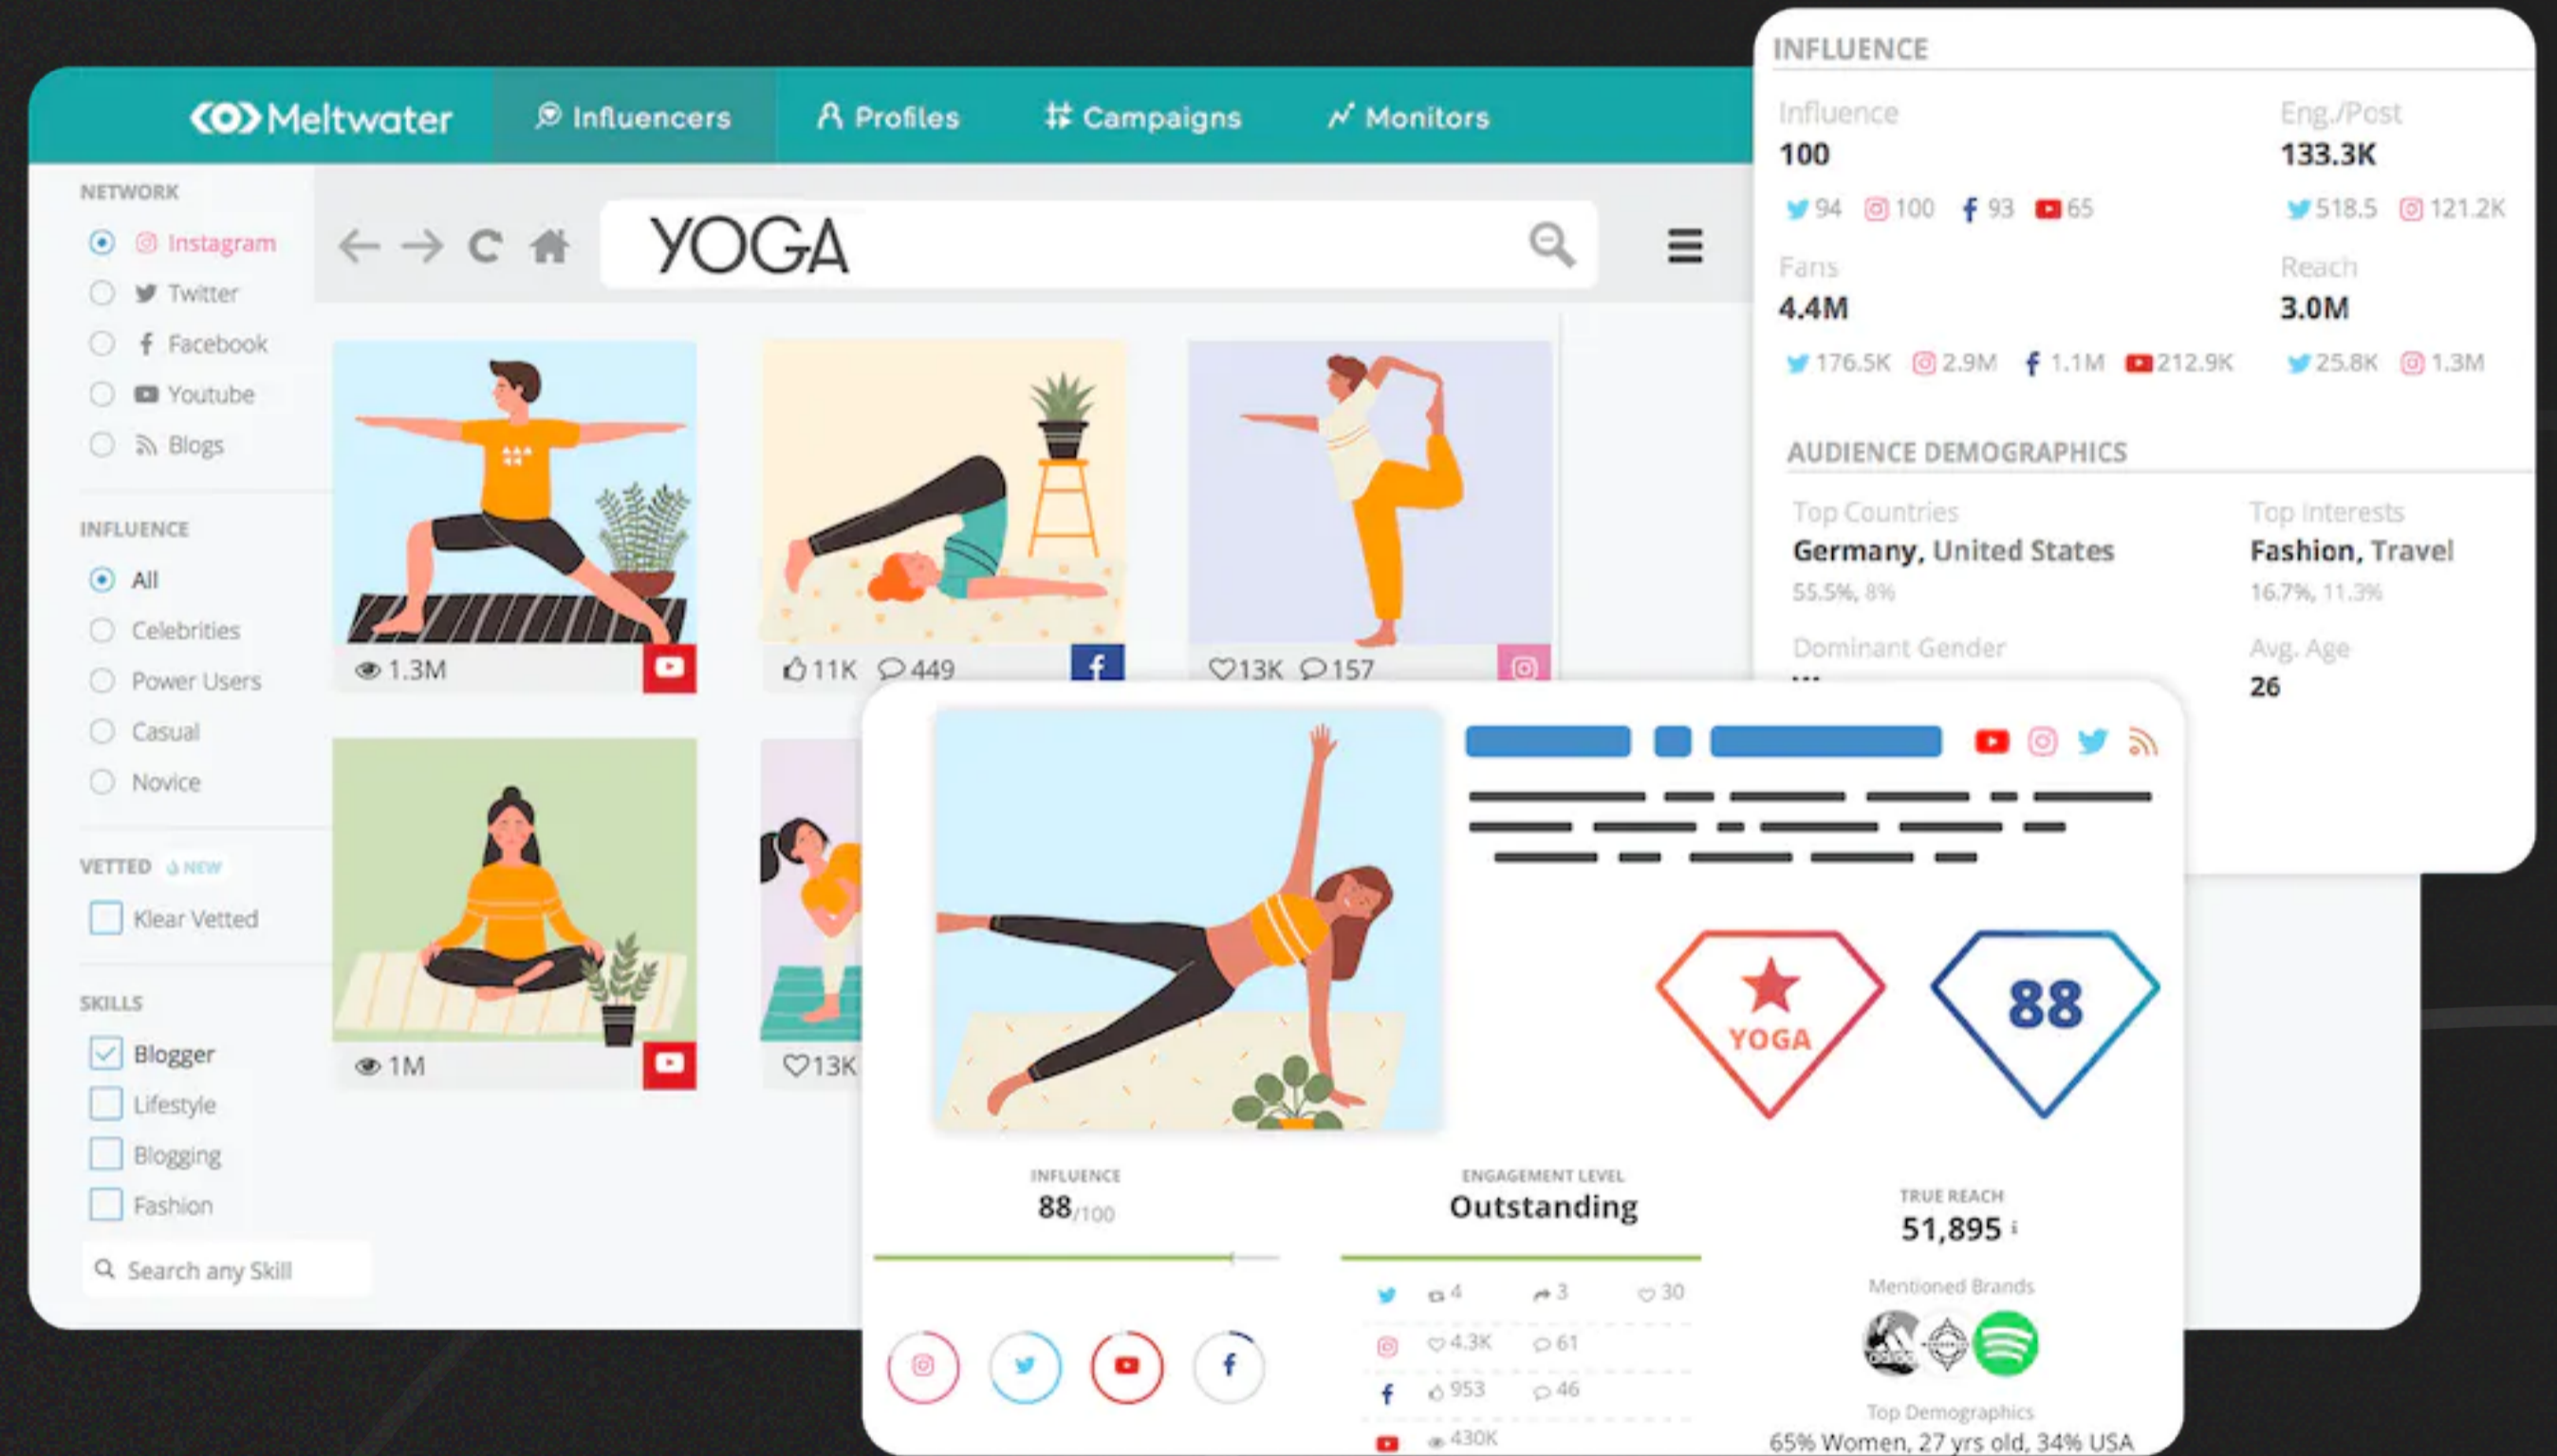 Meltwater
Influencers
Profiles
Campaigns
Monitors
NETWORK
Instagram
Twitter
Facebook
Youtube
Blogs
INFLUENCE
All
Celebrities
Power Users
Casual
Novice
VETTED NEW
Klear Vetted
SKILLS
Blogger
Lifestyle
Blogging
Fashion
Search any Skill
YOGA
1.3M
11K 449
13K 157
1M
13K
INFLUENCE
Influence Eng./Post
100 133.3K
94 100 93 65 518.5 121.2K
Fans Reach
4.4M 3.0M
176.5K 2.9M 1.1M 212.9K 25.8K 1.3M
AUDIENCE DEMOGRAPHICS
Top Countries Top Interests
Germany, United States Fashion, Travel
55.5%, 8% 16.7%, 11.3%
Dominant Gender Avg. Age
26
YOGA
88
INFLUENCE
88/100
ENGAGEMENT LEVEL
Outstanding
4 3 30
4.3K 61
953 46
430K
TRUE REACH
51,895 i
Mentioned Brands
Top Demographics
65% Women, 27 yrs old, 34% USA